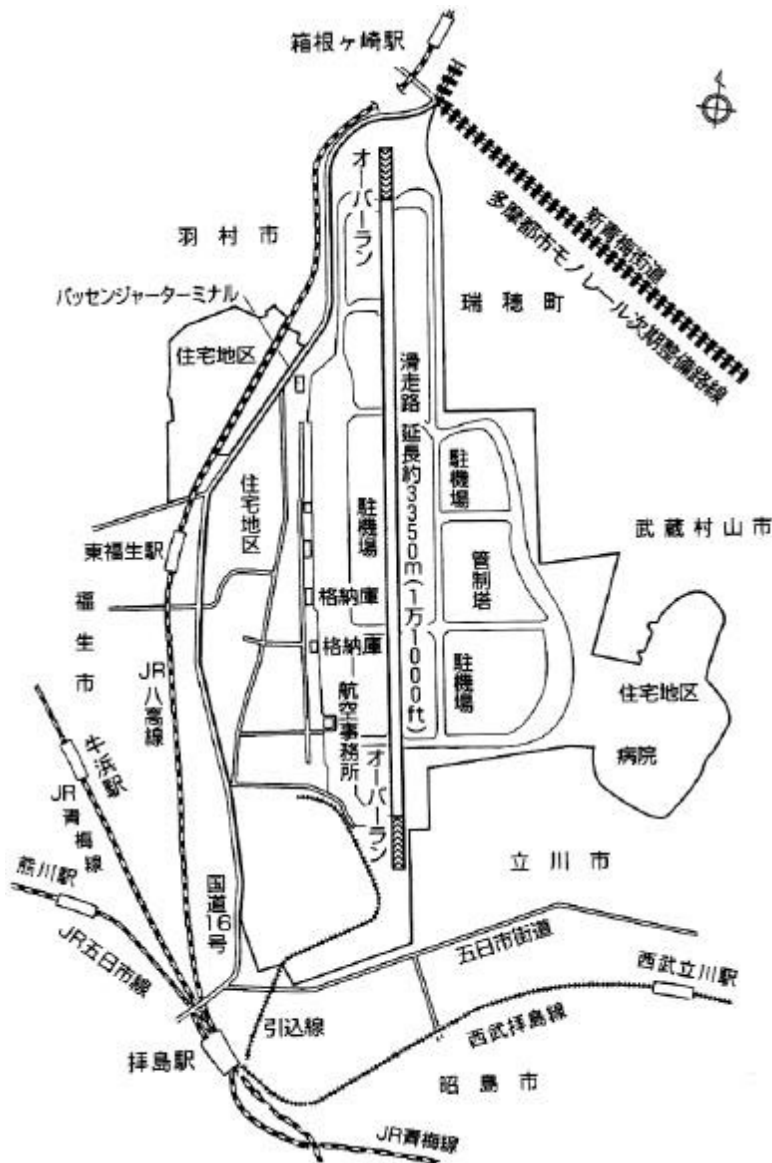 箱根ヶ崎駅
オーバーラン
新青梅街道
多摩都市モノレール次期整備路線
羽村市
パッセンジャーターミナル
瑞穂町
住宅地区
滑走路 延長約3350m(1万1000ft)
住宅地区
駐機場
駐機場
武蔵村山市
東福生駅
管制塔
福生市
格納庫
格納庫
JR八高線
駐機場
住宅地区
航空事務所
牛浜駅
病院
JR青梅線
オーバーラン
立川市
熊川駅
国道16号
五日市街道
JR五日市線
西武立川駅
引込線
西武拝島線
拝島駅
昭島市
JR青梅線